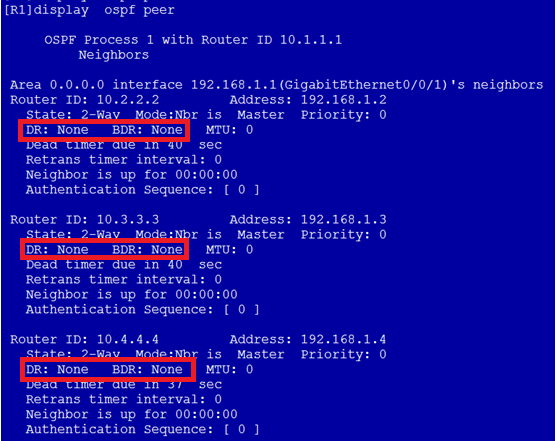 [R1]display ospf peer
OSPF Process 1 with Router ID 10.1.1.1
Neighbors
Area 0.0.0.0 interface 192.168.1.1(GigabitEthernet0/0/1)'s neighbors
Router ID: 10.2.2.2 Address: 192.168.1.2
State: 2-Way Mode:Nbr is Master Priority: 0
DR: None BDR: None MTU: 0
Dead timer due in 40 sec
Retrans timer interval: 0
Neighbor is up for 00:00:00
Authentication Sequence: [ 0 ]
Router ID: 10.3.3.3 Address: 192.168.1.3
State: 2-Way Mode:Nbr is Master Priority: 0
DR: None BDR: None MTU: 0
Dead timer due in 40 sec
Retrans timer interval: 0
Neighbor is up for 00:00:00
Authentication Sequence: [ 0 ]
Router ID: 10.4.4.4 Address: 192.168.1.4
State: 2-Way Mode:Nbr is Master Priority: 0
DR: None BDR: None MTU: 0
Dead timer due in 37 sec
Retrans timer interval: 0
Neighbor is up for 00:00:00
Authentication Sequence: [ 0 ]